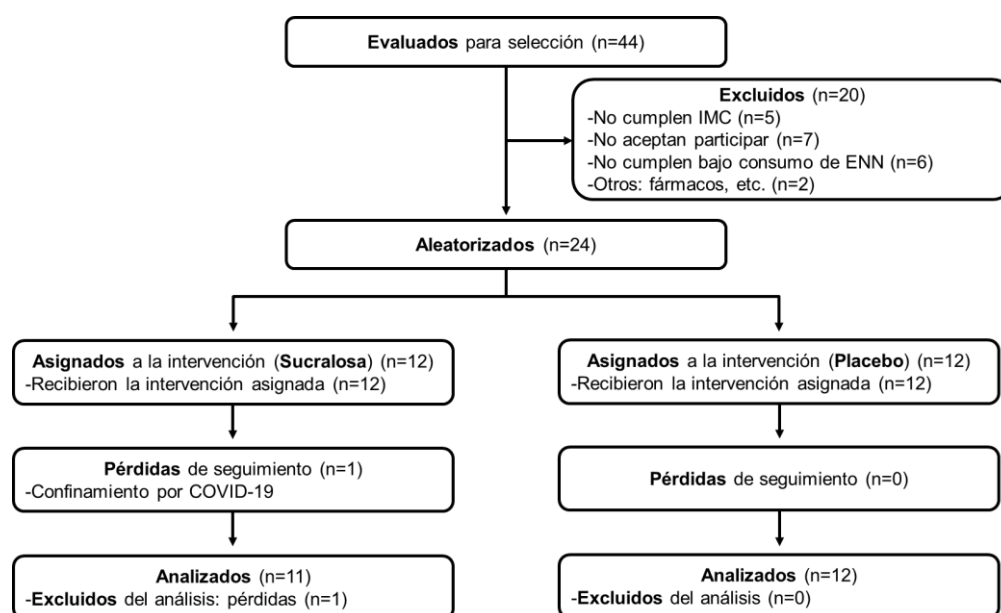 Evaluados para selección (n=44)
Excluidos (n=20)
-No cumplen IMC (n=5)
-No aceptan participar (n=7)
-No cumplen bajo consumo de ENN (n=6)
-Otros: fármacos, etc. (n=2)
Aleatorizados (n=24)
Asignados a la intervención (Sucralosa) (n=12)
-Recibieron la intervención asignada (n=12)
Asignados a la intervención (Placebo) (n=12)
-Recibieron la intervención asignada (n=12)
Pérdidas de seguimiento (n=1)
-Confinamiento por COVID-19
Pérdidas de seguimiento (n=0)
Analizados (n=11)
-Excluidos del análisis: pérdidas (n=1)
Analizados (n=12)
-Excluidos del análisis (n=0)